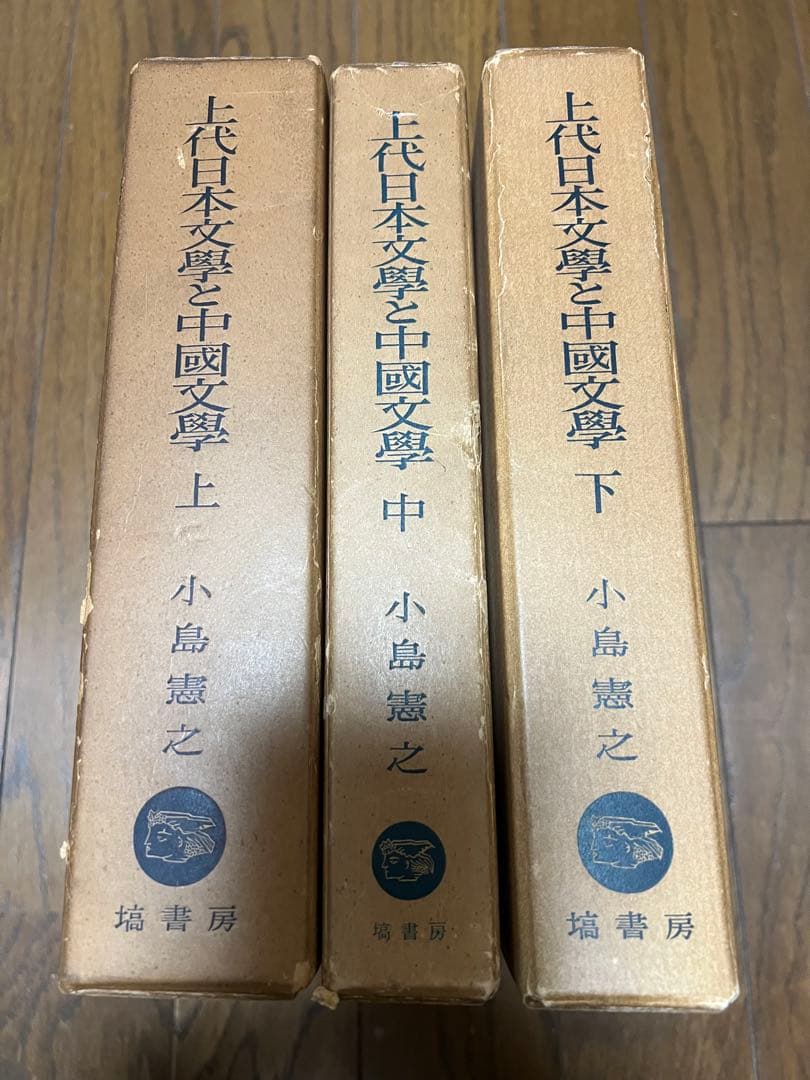 上代日本文學と中國文學 上
小島憲之
塙書房
上代日本文學と中國文學 中
小島憲之
塙書房
上代日本文學と中國文學 下
小島憲之
塙書房